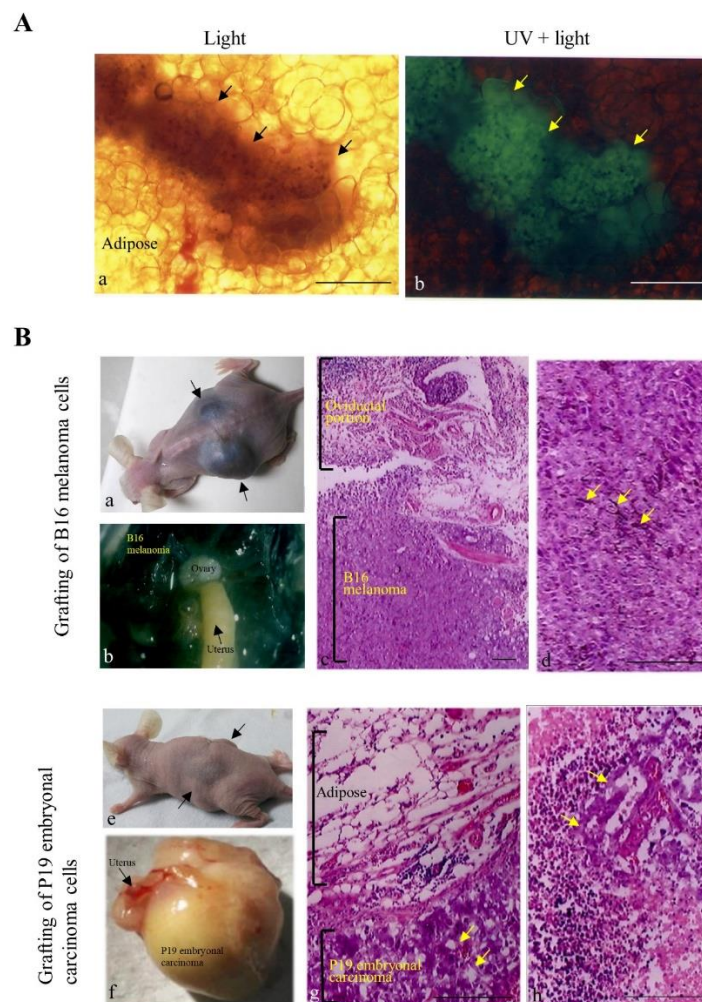 A
Light
UV + light
Adipose
a
b
B
Grafting of B16 melanoma cells
a
B16
melanoma
Ovary
Uterus
b
Oviductal
portion
B16
melanoma
c
d
Grafting of P19 embryonal
carcinoma cells
e
Uterus
P19 embryonal
carcinoma
f
Adipose
P19 embryonal
carcinoma
g
h